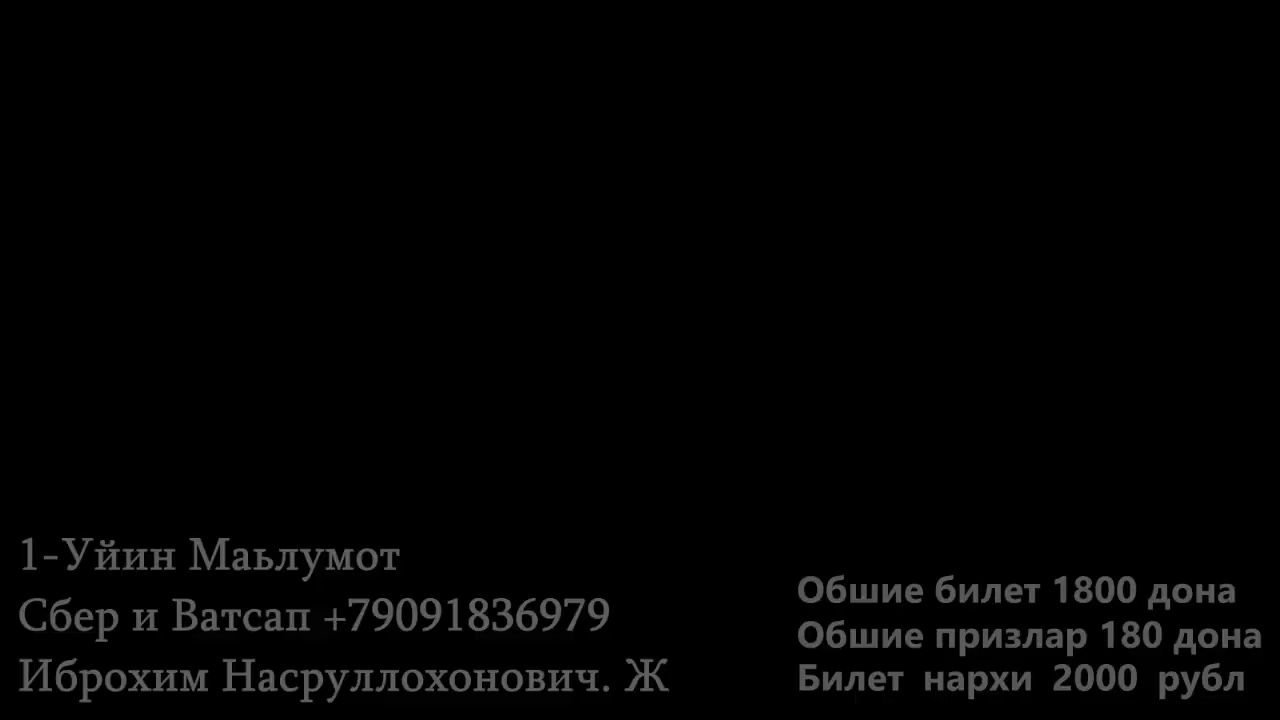 1-Уйин Маьлумот
Сбер и Ватсап +79091836979
Иброхим Насруллохонович. Ж
Обшие билет 1800 дона
Обшие призлар 180 дона
Билет нархи 2000 рубл